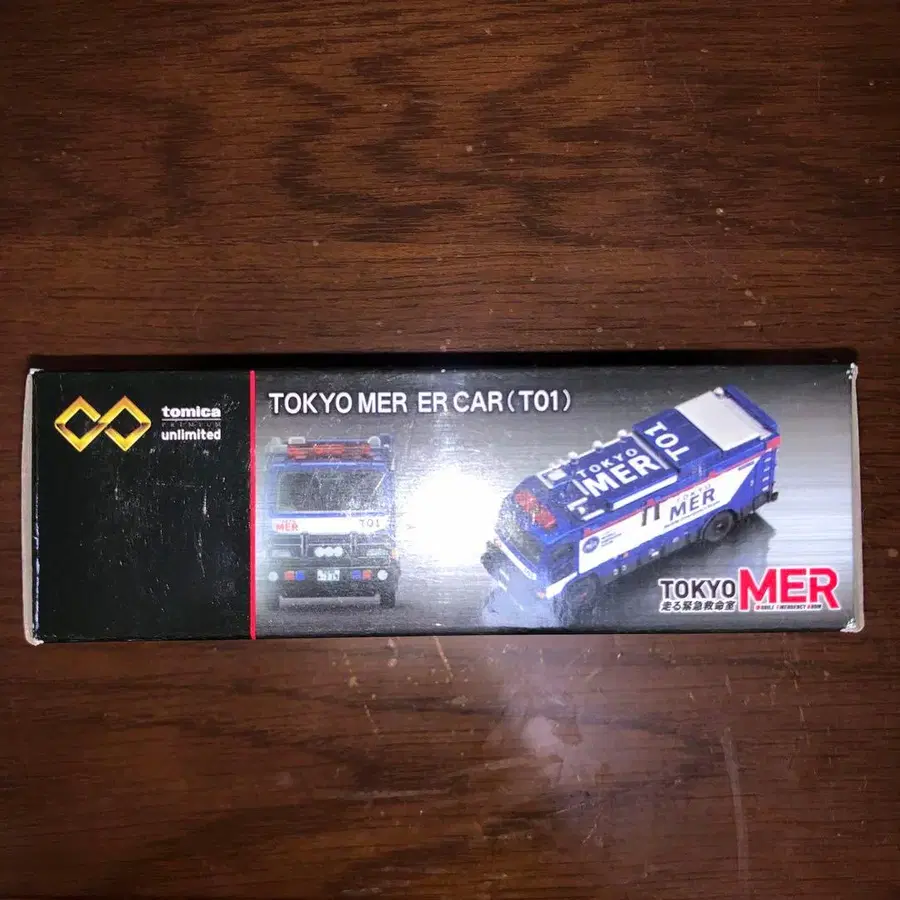 tomica
PREMIUM
unlimited
TOKYO MER ER CAR(T01)
MER
T01
TOKYO
MER
T01
TOKYO
MER
TOKYO MER
走る緊急救命室
MOBILE EMERGENCY ROOM